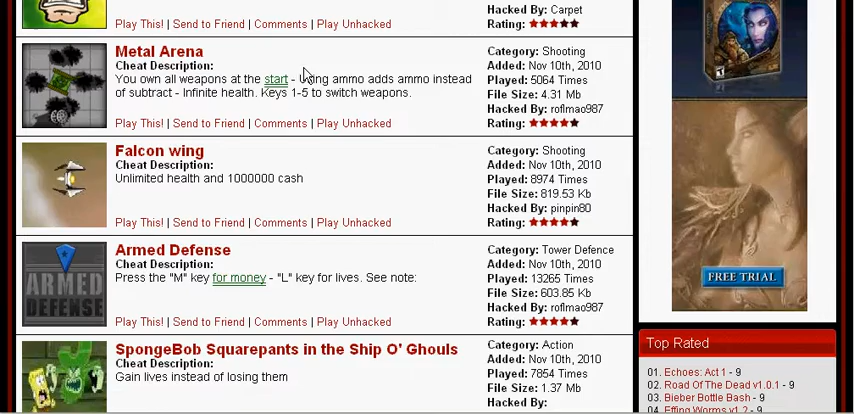 Hacked By: Carpet
Play This! | Send to Friend | Comments | Play Unhacked
Rating:
Metal Arena
Cheat Description:
You own all weapons at the start - Using ammo adds ammo instead
of subtract - Infinite health. Keys 1-5 to switch weapons.
Play This! | Send to Friend | Comments | Play Unhacked
Category: Shooting
Added: Nov 10th, 2010
Played: 5064 Times
File Size: 4.31 Mb
Hacked By: roflmao987
Rating:
Falcon wing
Cheat Description:
Unlimited health and 1000000 cash
Play This! | Send to Friend | Comments | Play Unhacked
Category: Shooting
Added: Nov 10th, 2010
Played: 8974 Times
File Size: 819.53 Kb
Hacked By: pinpin80
Rating:
ARMED
DEFENSE
Armed Defense
Cheat Description:
Press the "M" key for money - "L" key for lives. See note:
Play This! | Send to Friend | Comments | Play Unhacked
Category: Tower Defence
Added: Nov 10th, 2010
Played: 13265 Times
File Size: 603.85 Kb
Hacked By: roflmao987
Rating:
SpongeBob Squarepants in the Ship O' Ghouls
Cheat Description:
Gain lives instead of losing them
Category: Action
Added: Nov 10th, 2010
Played: 7854 Times
File Size: 1.37 Mb
Hacked By:
FREE TRIAL
Top Rated
01. Echoes: Act 1 - 9
02. Road Of The Dead v1.0.1 - 9
03. Bieber Bottle Bash - 9
04. Effing Worms v1.2 - 9